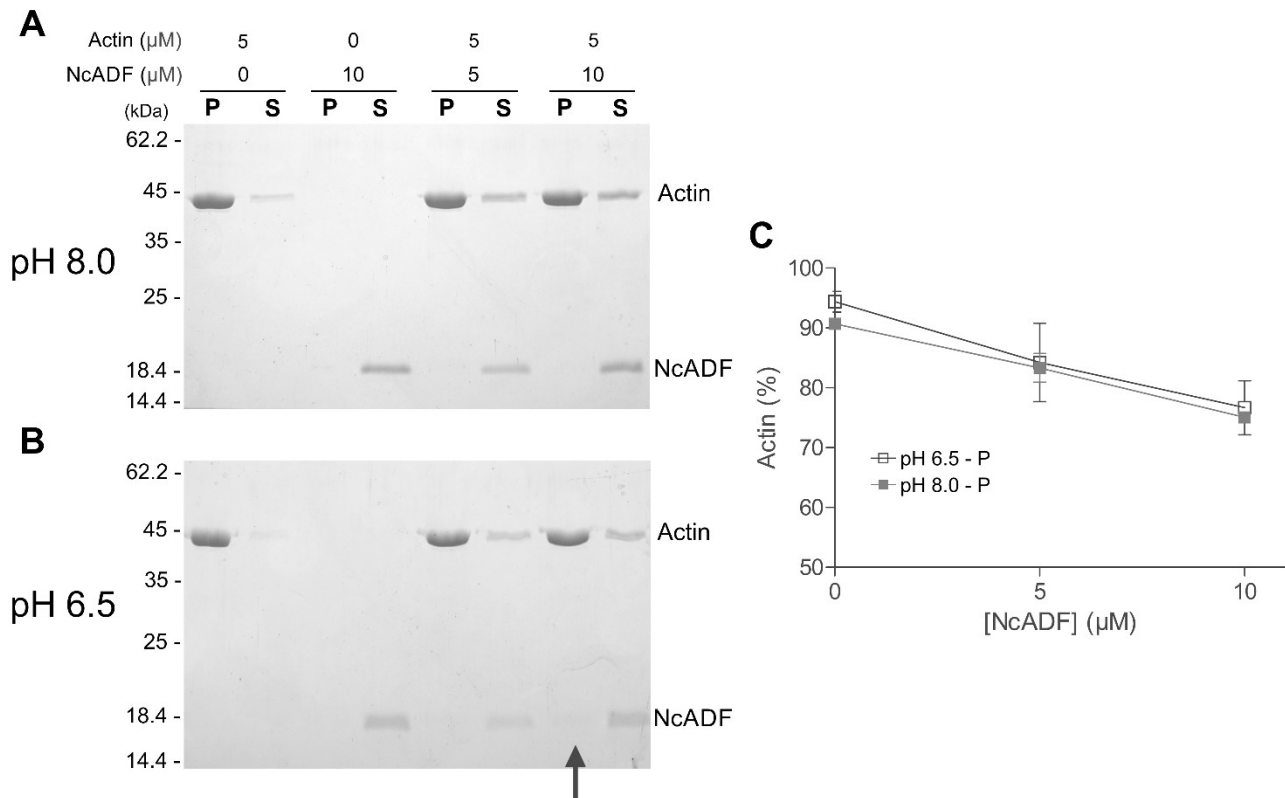 A
Actin (µM) 5 0 5 5
NcADF (µM) 0 10 5 10
(kDa) P S P S P S P S
62.2 -
45 - Actin
35 -
pH 8.0
25 -
18.4 - NcADF
14.4 -
B
62.2 -
45 - Actin
35 -
pH 6.5
25 -
18.4 - NcADF
14.4 -
C
100
90
80
70
60
50
Actin (%)
pH 6.5 - P
pH 8.0 - P
0 5 10
[NcADF] (µM)